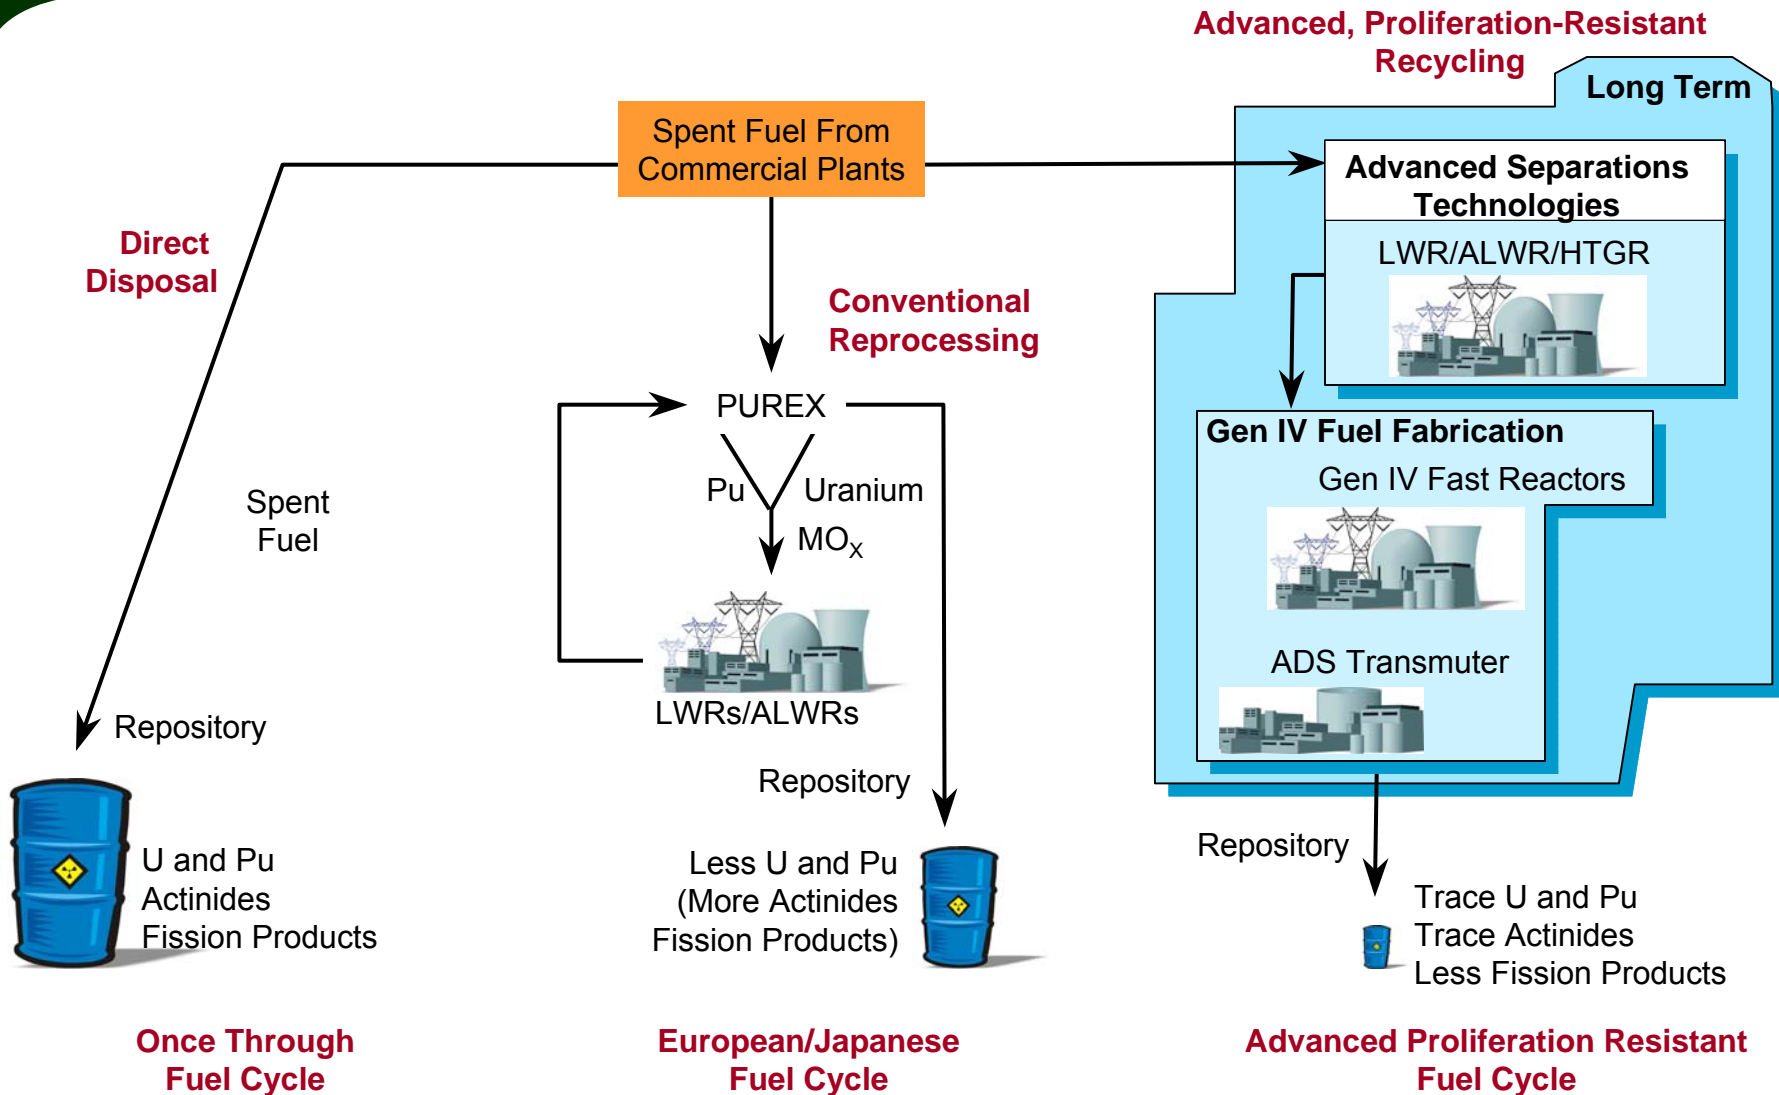 Advanced, Proliferation-Resistant
Recycling
Long Term
Spent Fuel From
Commercial Plants
Advanced Separations
Technologies
LWR/ALWR/HTGR
Direct
Disposal
Conventional
Reprocessing
PUREX
Pu
Uranium
MOX
LWRs/ALWRs
Gen IV Fuel Fabrication
Gen IV Fast Reactors
ADS Transmuter
Spent
Fuel
Repository
U and Pu
Actinides
Fission Products
Repository
Less U and Pu
(More Actinides
Fission Products)
Repository
Trace U and Pu
Trace Actinides
Less Fission Products
Once Through
Fuel Cycle
European/Japanese
Fuel Cycle
Advanced Proliferation Resistant
Fuel Cycle